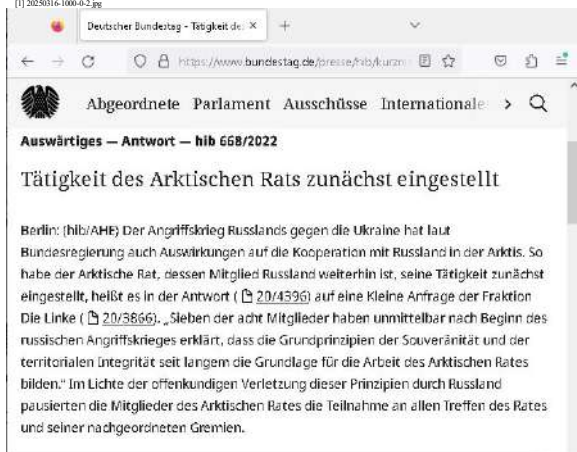 [1] 20250316-1000-0-2.jpg
Deutscher Bundestag - Tätigkeit de
https://www.bundestag.de/presse/hib/kurzm
Abgeordnete Parlament Ausschüsse Internationale
Auswärtiges — Antwort — hib 668/2022
Tätigkeit des Arktischen Rats zunächst eingestellt
Berlin: (hib/AHE) Der Angriffskrieg Russlands gegen die Ukraine hat laut
Bundesregierung auch Auswirkungen auf die Kooperation mit Russland in der Arktis. So
habe der Arktische Rat, dessen Mitglied Russland weiterhin ist, seine Tätigkeit zunächst
eingestellt, heißt es in der Antwort ( 20/4396) auf eine Kleine Anfrage der Fraktion
Die Linke ( 20/3866). „Sieben der acht Mitglieder haben unmittelbar nach Beginn des
russischen Angriffskrieges erklärt, dass die Grundprinzipien der Souveränität und der
territorialen Integrität seit langem die Grundlage für die Arbeit des Arktischen Rates
bilden.“ Im Lichte der offenkundigen Verletzung dieser Prinzipien durch Russland
pausierten die Mitglieder des Arktischen Rates die Teilnahme an allen Treffen des Rates
und seiner nachgeordneten Gremien.